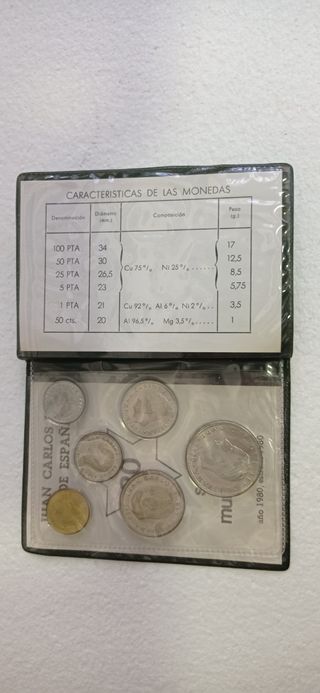 CARACTERISTICAS DE LAS MONEDAS
Denominación Diámetro (mm.) Composición Peso (g.)
100 PTA 34 17
50 PTA 30 12,5
Cu 75 º/o Ni 25 º/o ......
25 PTA 26,5 8,5
5 PTA 23 5,75
1 PTA 21 Cu 92 º/o Al 6 º/o Ni 2 º/o .. 3,5
50 cts. 20 Al 96,5 º/o Mg 3,5 º/o ..... 1
JUAN CARLOS
DE ESPAÑ
80
mu
año 1980,